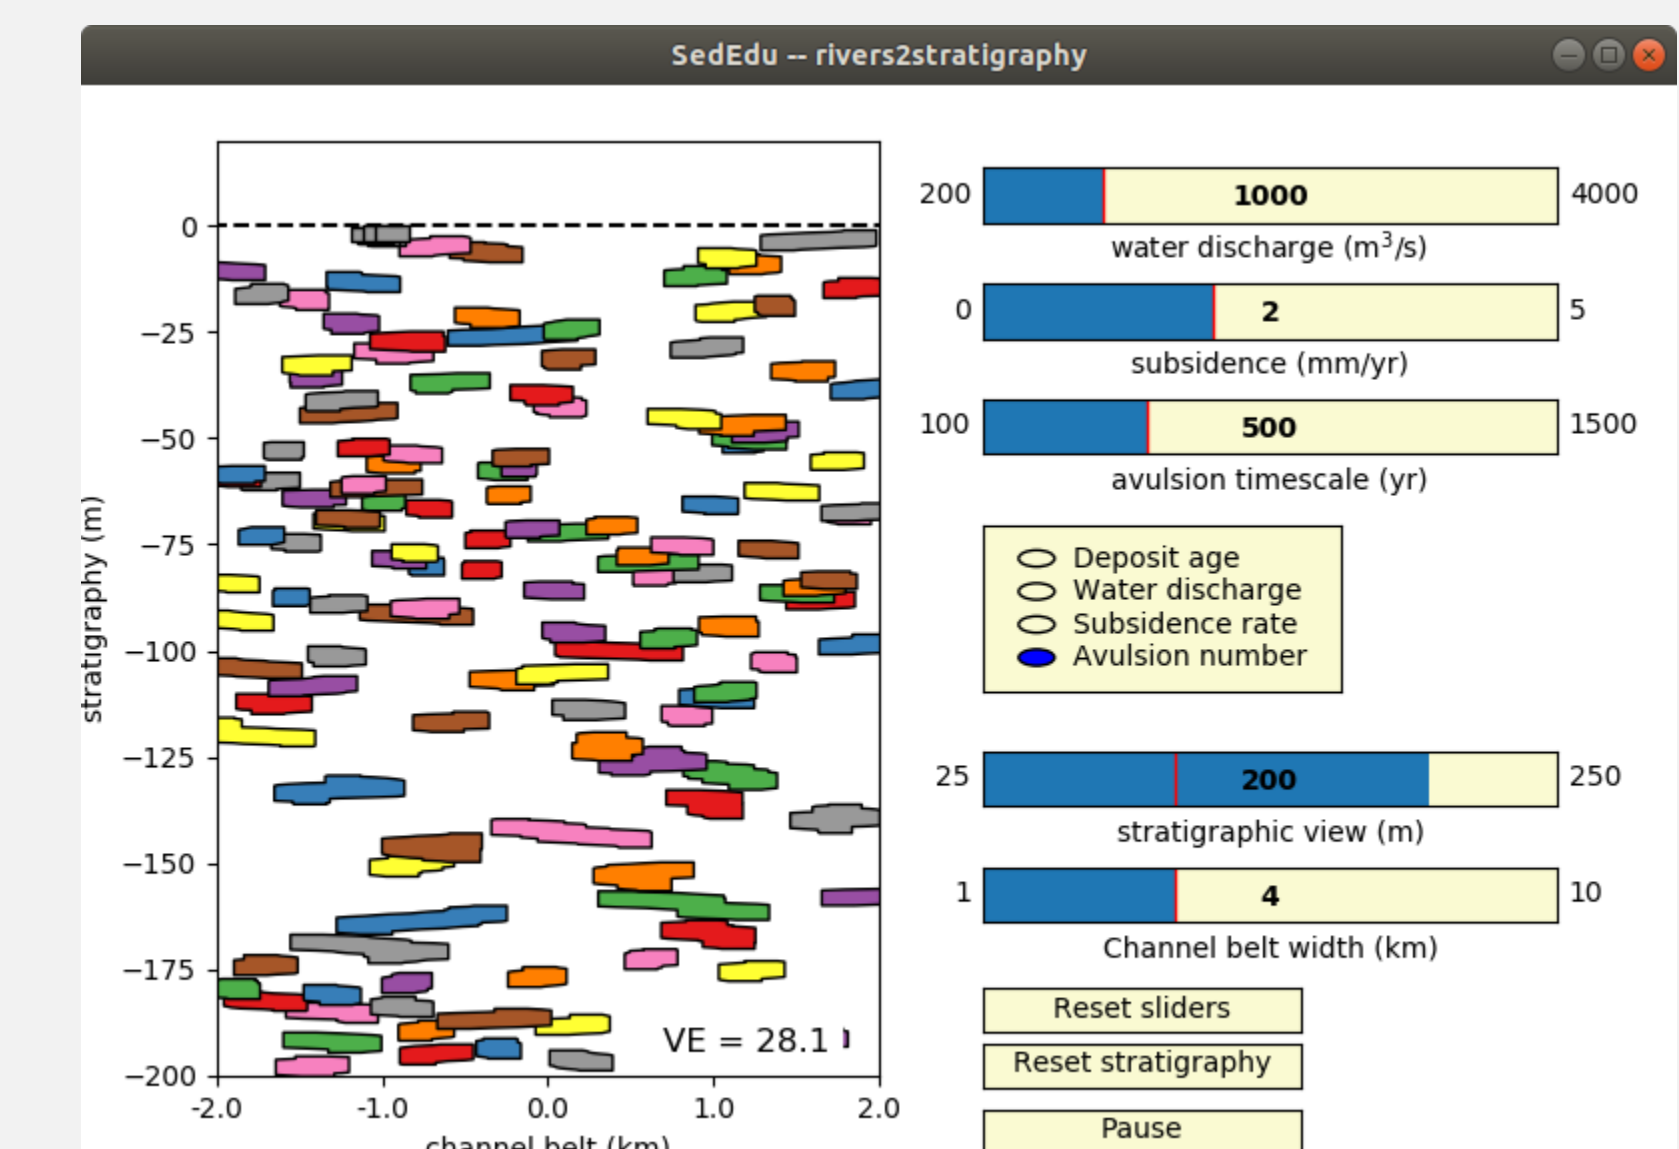 SedEdu -- rivers2stratigraphy
0
−25
−50
−75
−100
−125
−150
−175
−200
stratigraphy (m)
VE = 28.1
-2.0 -1.0 0.0 1.0 2.0
channel belt (km)
200 1000 4000
water discharge (m³/s)
0 2 5
subsidence (mm/yr)
100 500 1500
avulsion timescale (yr)
Deposit age
Water discharge
Subsidence rate
Avulsion number
25 200 250
stratigraphic view (m)
1 4 10
Channel belt width (km)
Reset sliders
Reset stratigraphy
Pause